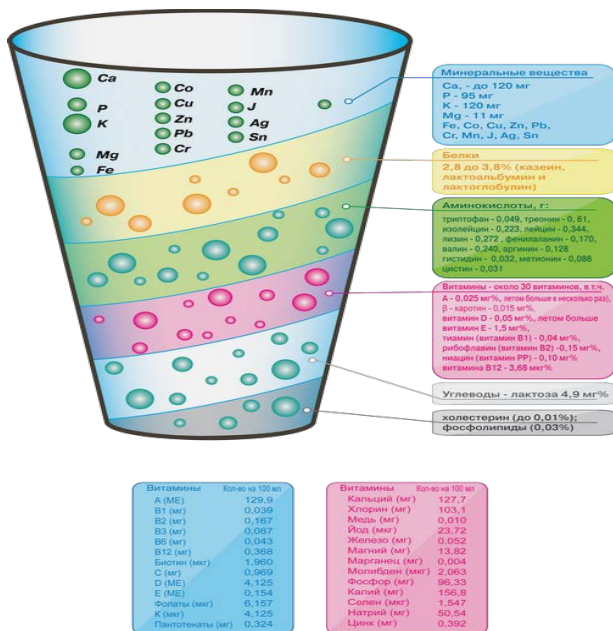 Ca
P
K
Mg
Fe
Co
Cu
Zn
Pb
Cr
Mn
J
Ag
Sn
Минеральные вещества
Ca, - до 120 мг
P - 95 мг
K - 120 мг
Mg - 11 мг
Fe, Co, Cu, Zn, Pb,
Cr, Mn, J, Ag, Sn
Белки
2,8 до 3,8% (казеин,
лактоальбумин и
лактоглобулин)
Аминокислоты, г:
триптофан - 0,049, треонин - 0, 61,
изолейцин - 0,223, лейцин - 0,344,
лизин - 0,272 , фенилаланин - 0,170,
валин - 0,240, аргинин - 0,128
гистидин - 0,032, метионин - 0,086
цистин - 0,031
Витамины - около 30 витаминов, в т.ч.
А - 0,025 мг%, летом больше в несколько раз),
β - каротин - 0,015 мг%,
витамин D - 0,05 мг%, летом больше
витамин Е - 1,5 мг%,
тиамин (витамин В1) - 0,04 мг%,
рибофлавин (витамин В2) -0,15 мг%,
ниацин (витамин РР) - 0,10 мг%
витамина В12 - 3,68 мкг%
Углеводы - лактоза 4,9 мг%
холестерин (до 0,01%);
фосфолипиды (0,03%)
Витамины Кол-во на 100 мл
А (МЕ) 129,9
В1 (мг) 0,039
В2 (мг) 0,167
В3 (мг) 0,087
В6 (мг) 0,043
В12 (мг) 0,368
Биотин (мкг) 1,960
С (мг) 0,969
D (МЕ) 4,125
Е (МЕ) 0,154
Фолаты (мкг) 6,157
К (мкг) 4,125
Пантотенаты (мг) 0,324
Витамины Кол-во на 100 мл
Кальций (мг) 127,7
Хлорин (мг) 103,1
Медь (мг) 0,010
Йод (мкг) 23,72
Железо (мг) 0,052
Магний (мг) 13,82
Марганец (мг) 0,004
Молибден (мкг) 2,063
Фосфор (мг) 96,33
Калий (мг) 156,8
Селен (мкг) 1,547
Натрий (мг) 50,54
Цинк (мг) 0,392